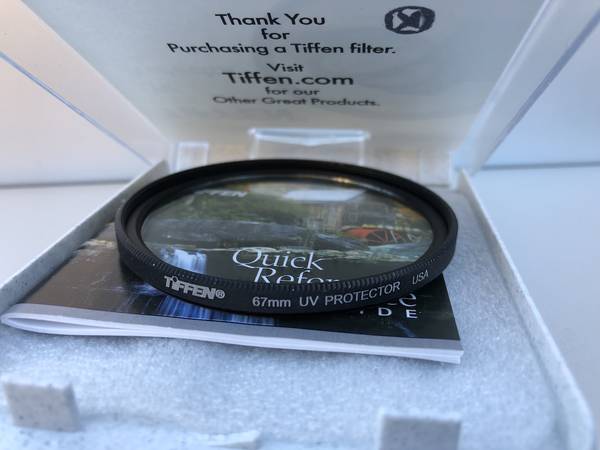 Thank You
for
Purchasing a Tiffen filter.
Visit
Tiffen.com
for our
Other Great Products.
Quick
TIFFEN® 67mm UV PROTECTOR USA